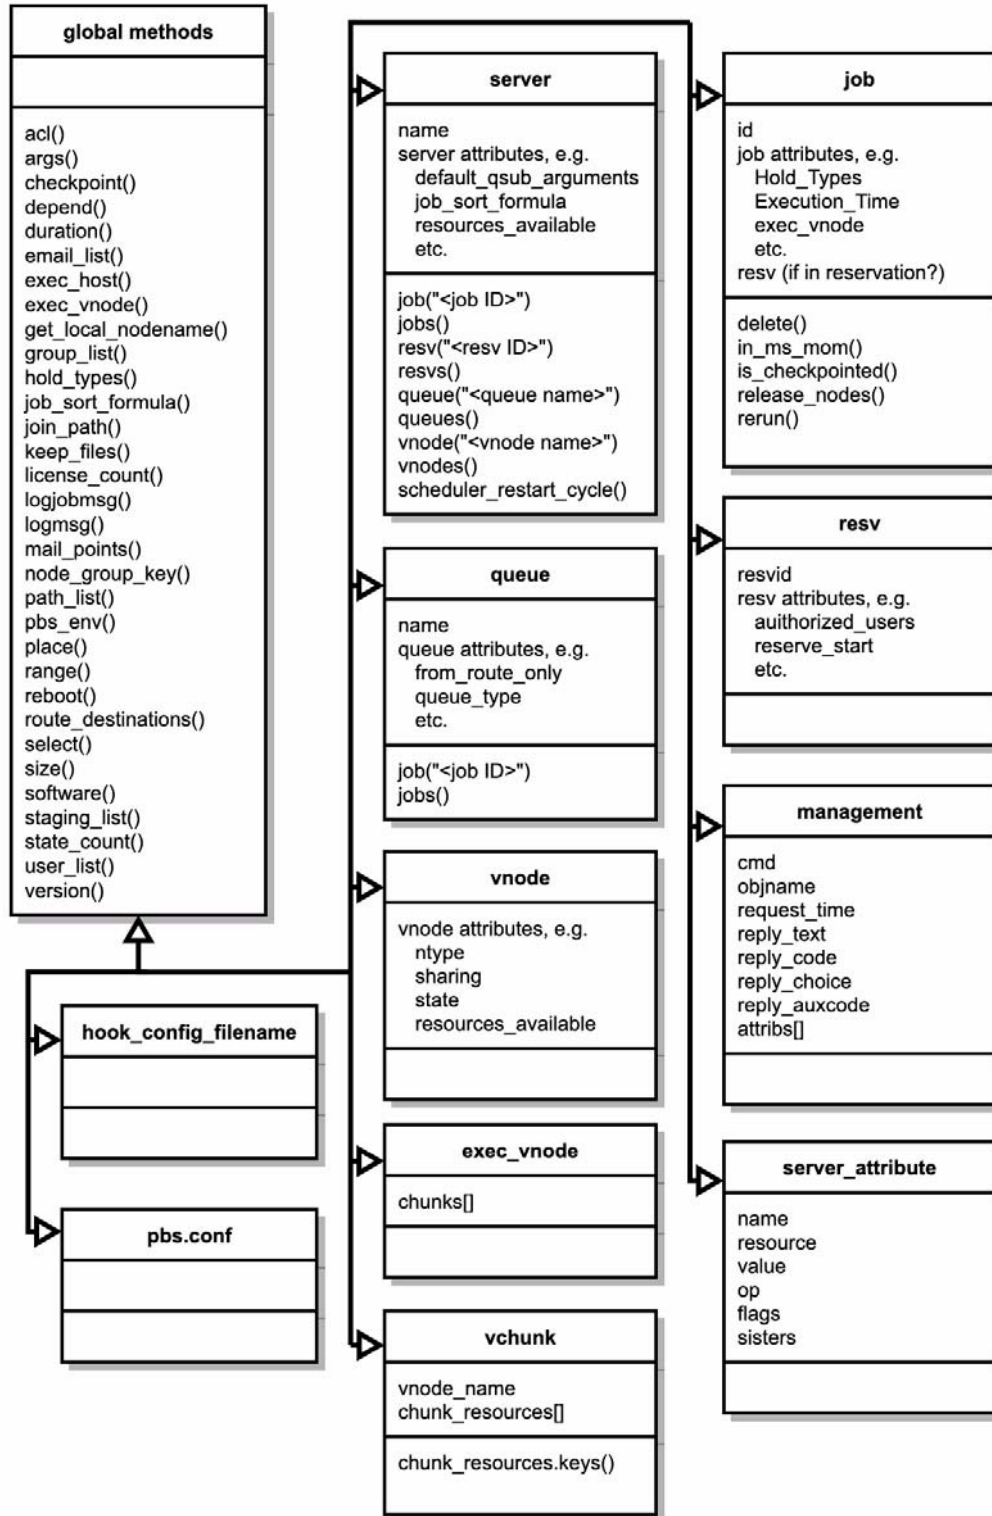 global methods
acl()
args()
checkpoint()
depend()
duration()
email_list()
exec_host()
exec_vnode()
get_local_nodename()
group_list()
hold_types()
job_sort_formula()
join_path()
keep_files()
license_count()
logjobmsg()
logmsg()
mail_points()
node_group_key()
path_list()
pbs_env()
place()
range()
reboot()
route_destinations()
select()
size()
software()
staging_list()
state_count()
user_list()
version()
hook_config_filename
pbs.conf
server
name
server attributes, e.g.
default_qsub_arguments
job_sort_formula
resources_available
etc.
job("<job ID>")
jobs()
resv("<resv ID>")
resvs()
queue("<queue name>")
queues()
vnode("<vnode name>")
vnodes()
scheduler_restart_cycle()
queue
name
queue attributes, e.g.
from_route_only
queue_type
etc.
job("<job ID>")
jobs()
vnode
vnode attributes, e.g.
ntype
sharing
state
resources_available
exec_vnode
chunks[]
vchunk
vnode_name
chunk_resources[]
chunk_resources.keys()
job
id
job attributes, e.g.
Hold_Types
Execution_Time
exec_vnode
etc.
resv (if in reservation?)
delete()
in_ms_mom()
is_checkpointed()
release_nodes()
rerun()
resv
resvid
resv attributes, e.g.
auithorized_users
reserve_start
etc.
management
cmd
objname
request_time
reply_text
reply_code
reply_choice
reply_auxcode
attribs[]
server_attribute
name
resource
value
op
flags
sisters